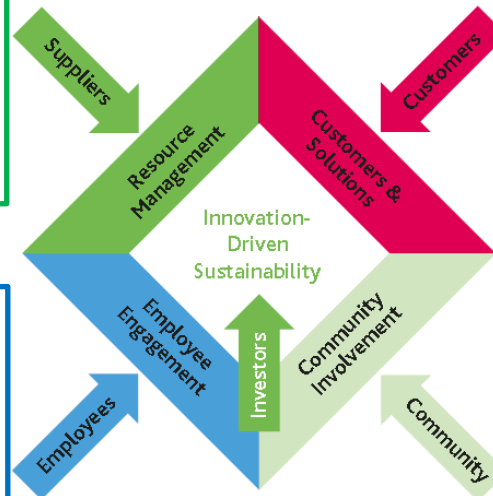 Suppliers
Customers
Resource
Management
Customers &
Solutions
Innovation-
Driven
Sustainability
Employee
Engagement
Investors
Community
Involvement
Employees
Community